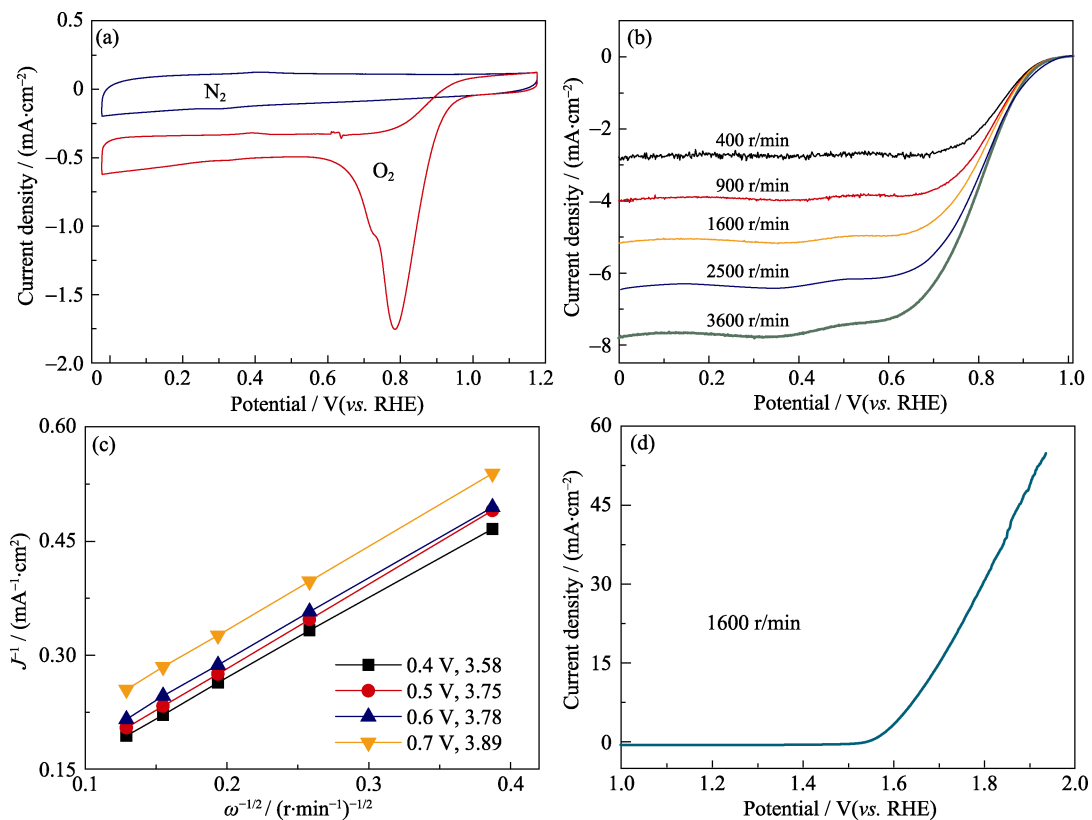 (a)
N₂
O₂
0.5
0
−0.5
−1.0
−1.5
−2.0
0
0.2
0.4
0.6
0.8
1.0
1.2
Current density / (mA·cm⁻²)
Potential / V(vs. RHE)
(b)
0
−2
−4
−6
−8
400 r/min
900 r/min
1600 r/min
2500 r/min
3600 r/min
0
0.2
0.4
0.6
0.8
1.0
Current density / (mA·cm⁻²)
Potential / V(vs. RHE)
(c)
0.60
0.45
0.30
0.15
0.4 V, 3.58
0.5 V, 3.75
0.6 V, 3.78
0.7 V, 3.89
0.1
0.2
0.3
0.4
J⁻¹ / (mA⁻¹·cm²)
ω⁻¹/² / (r·min⁻¹)⁻¹/²
(d)
60
45
30
15
0
1600 r/min
1.0
1.2
1.4
1.6
1.8
2.0
Current density / (mA·cm⁻²)
Potential / V(vs. RHE)